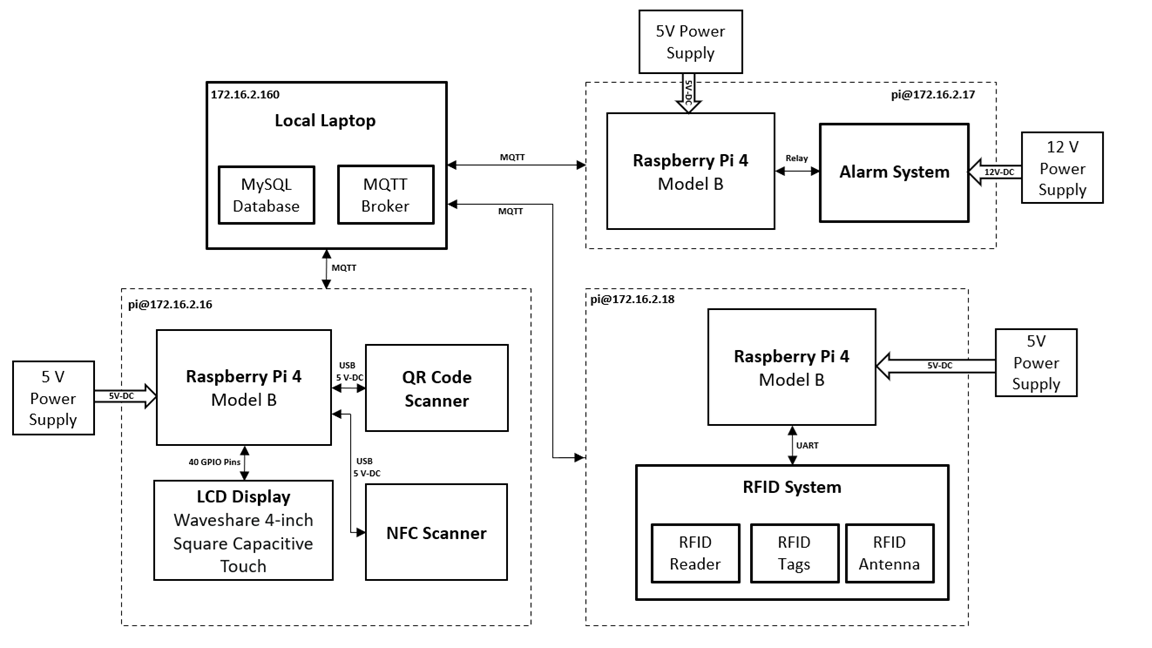 5V Power
Supply
5V-DC
172.16.2.160
Local Laptop
MySQL
Database
MQTT
Broker
MQTT
MQTT
MQTT
pi@172.16.2.17
Raspberry Pi 4
Model B
Relay
Alarm System
12V-DC
12 V
Power
Supply
pi@172.16.2.16
5 V
Power
Supply
5V-DC
Raspberry Pi 4
Model B
USB
5 V-DC
QR Code
Scanner
40 GPIO Pins
USB
5 V-DC
LCD Display
Waveshare 4-inch
Square Capacitive
Touch
NFC Scanner
pi@172.16.2.18
Raspberry Pi 4
Model B
5V-DC
5V
Power
Supply
UART
RFID System
RFID
Reader
RFID
Tags
RFID
Antenna